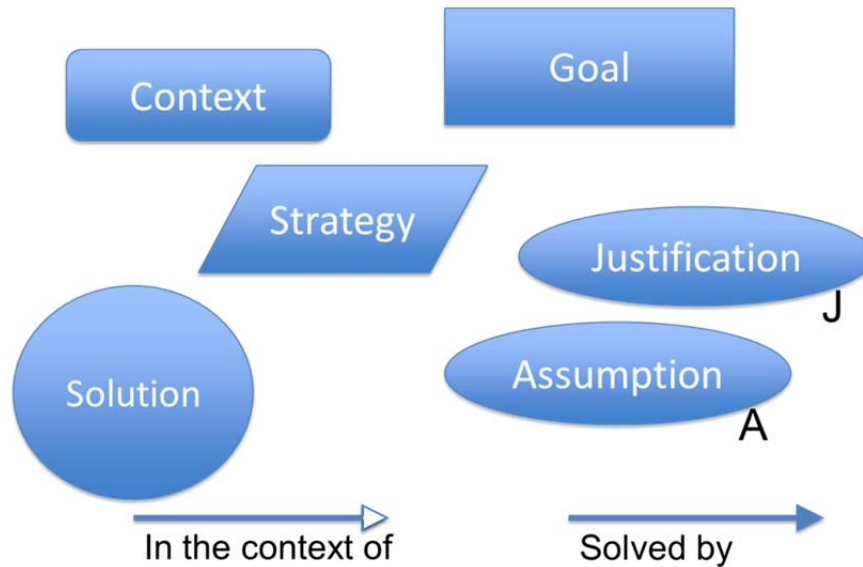 Goal
Context
Strategy
Justification
J
Solution
Assumption
A
In the context of
Solved by